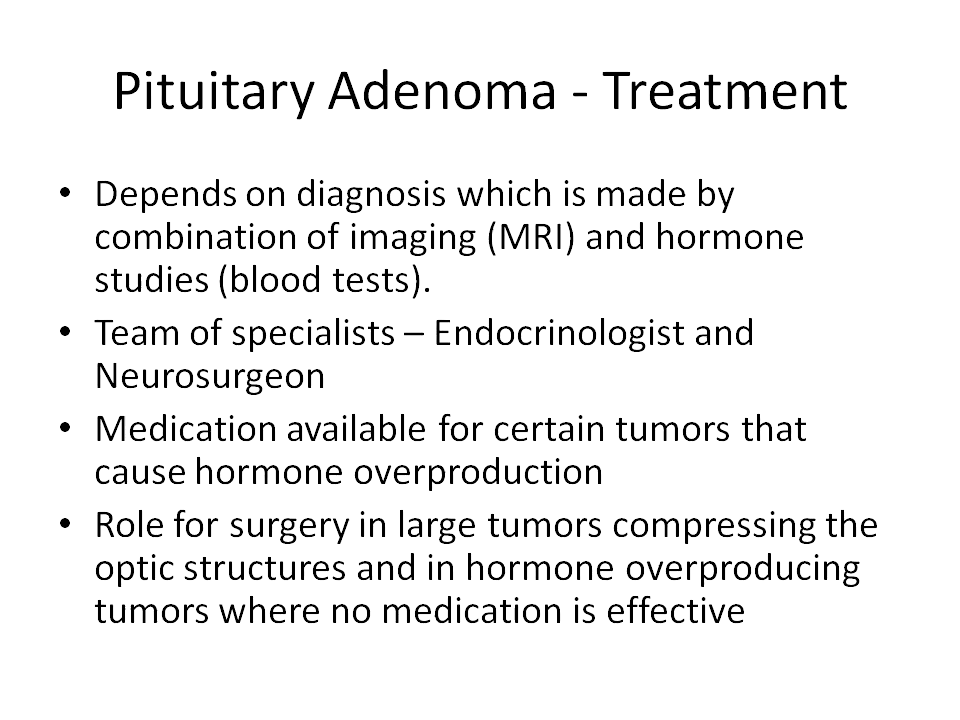 Pituitary Adenoma - Treatment
• Depends on diagnosis which is made by
combination of imaging (MRI) and hormone
studies (blood tests).
• Team of specialists – Endocrinologist and
Neurosurgeon
• Medication available for certain tumors that
cause hormone overproduction
• Role for surgery in large tumors compressing the
optic structures and in hormone overproducing
tumors where no medication is effective